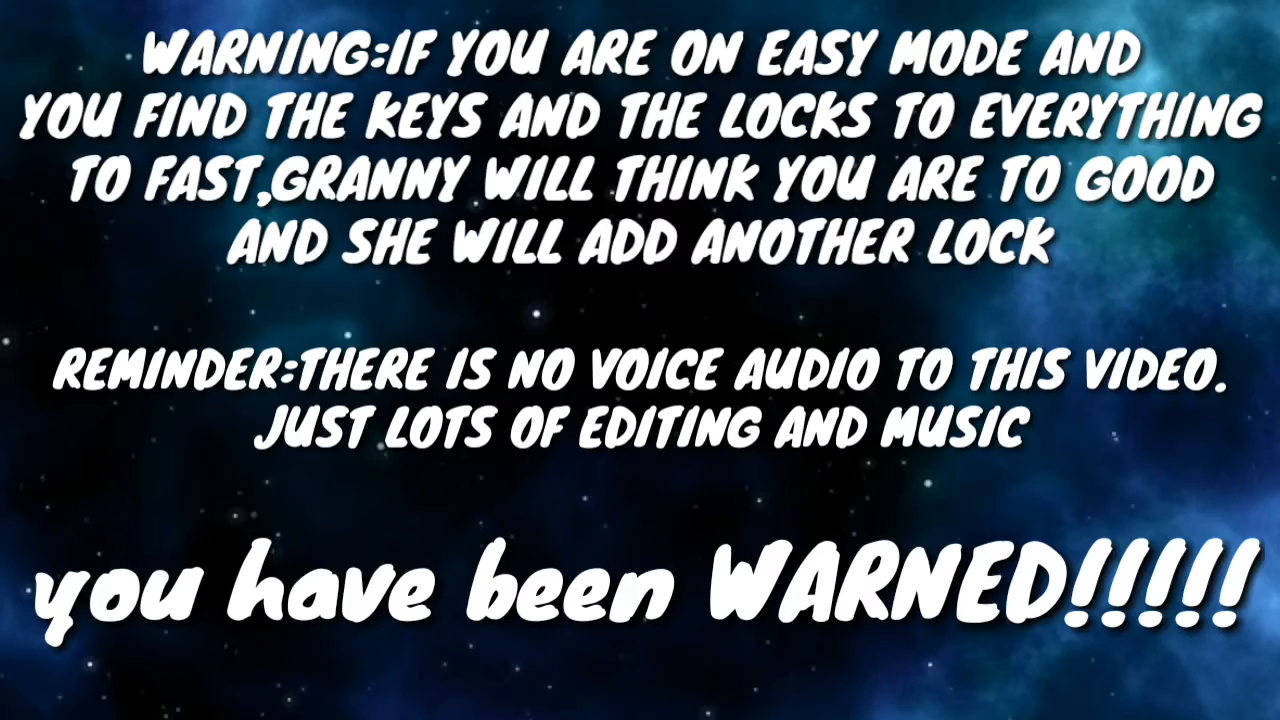 WARNING:IF YOU ARE ON EASY MODE AND
YOU FIND THE KEYS AND THE LOCKS TO EVERYTHING
TO FAST,GRANNY WILL THINK YOU ARE TO GOOD
AND SHE WILL ADD ANOTHER LOCK
REMINDER:THERE IS NO VOICE AUDIO TO THIS VIDEO.
JUST LOTS OF EDITING AND MUSIC
you have been WARNED!!!!!